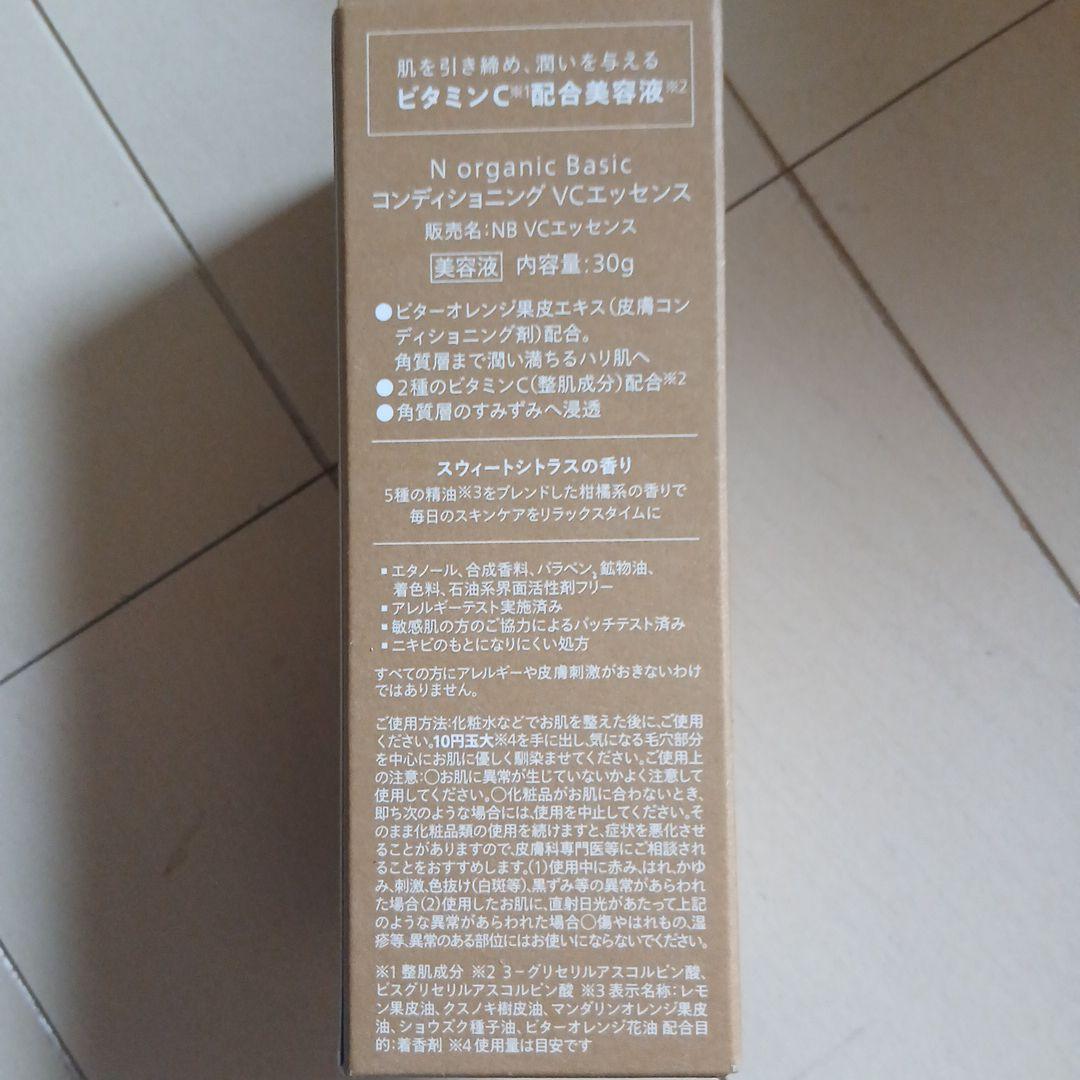 肌を引き締め、潤いを与える
ビタミンC※1配合美容液※2
N organic Basic
コンディショニング VCエッセンス
販売名:NB VCエッセンス
美容液 内容量:30g
●ビターオレンジ果皮エキス(皮膚コン
ディショニング剤)配合。
角質層まで潤い満ちるハリ肌へ
●2種のビタミンC(整肌成分)配合※2
●角質層のすみずみへ浸透
スウィートシトラスの香り
5種の精油※3をブレンドした柑橘系の香りで
毎日のスキンケアをリラックスタイムに
▪エタノール、合成香料、パラベン、鉱物油、
着色料、石油系界面活性剤フリー
▪アレルギーテスト実施済み
▪敏感肌の方のご協力によるパッチテスト済み
▪ニキビのもとになりにくい処方
すべての方にアレルギーや皮膚刺激がおきないわけ
ではありません。
ご使用方法:化粧水などでお肌を整えた後に、ご使用
ください。10円玉大※4を手に出し、気になる毛穴部分
を中心にお肌に優しく馴染ませてください。ご使用上
の注意:○お肌に異常が生じていないかよく注意して
使用してください。○化粧品がお肌に合わないとき、
即ち次のような場合には、使用を中止してください。そ
のまま化粧品類の使用を続けますと、症状を悪化させ
ることがありますので、皮膚科専門医等にご相談され
ることをおすすめします。(1)使用中に赤み、はれ、かゆ
み、刺激、色抜け(白斑等)、黒ずみ等の異常があらわれ
た場合(2)使用したお肌に、直射日光があたって上記
のような異常があらわれた場合○傷やはれもの、湿
疹等、異常のある部位にはお使いにならないでください。
※1 整肌成分 ※2 3-グリセリルアスコルビン酸、
ビスグリセリルアスコルビン酸 ※3 表示名称:レモ
ン果皮油、クスノキ樹皮油、マンダリンオレンジ果皮
油、ショウズク種子油、ビターオレンジ花油 配合目
的:着香剤 ※4 使用量は目安です